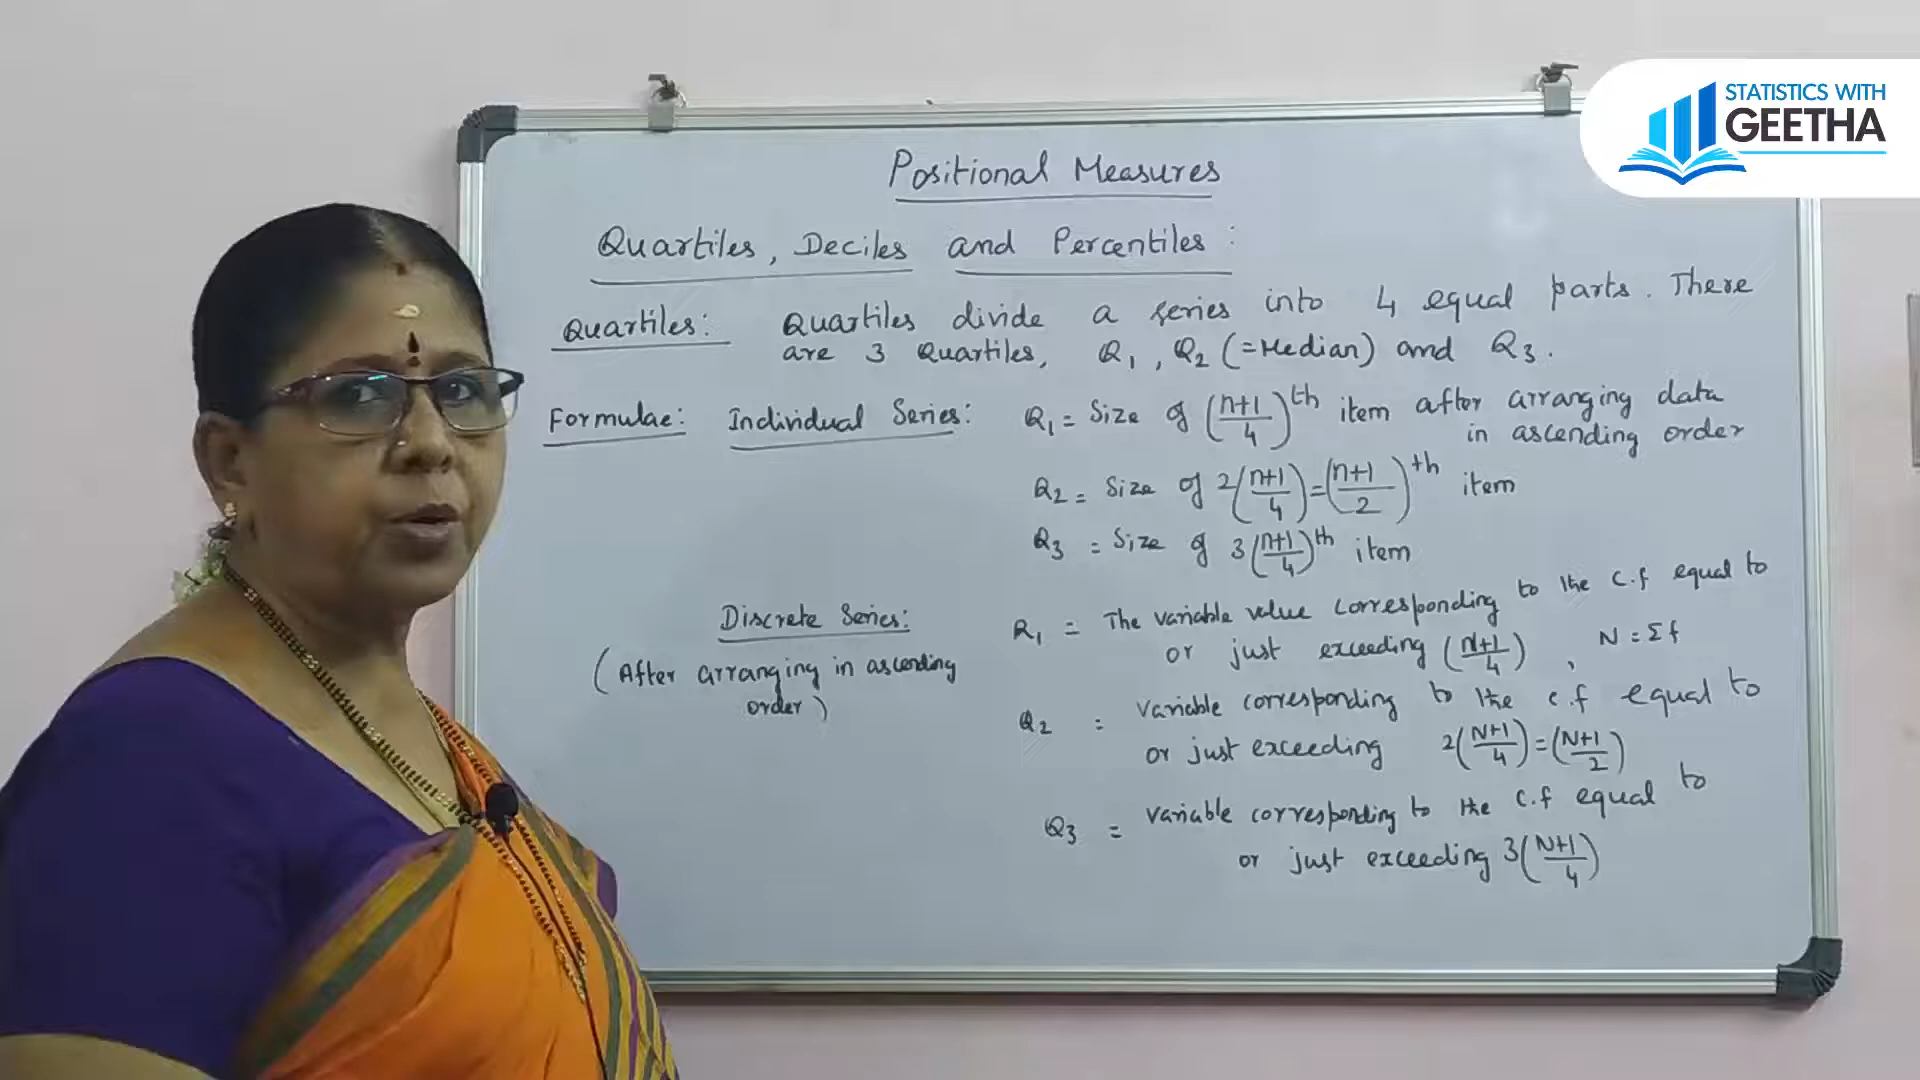 STATISTICS WITH
GEETHA
Positional Measures
Quartiles, Deciles and Percentiles:
Quartiles: Quartiles divide a series into 4 equal parts. There
are 3 Quartiles, Q₁, Q₂ (=Median) and Q₃.
Formulae: Individual Series: Q₁ = Size of ((n+1)/4)^th item after arranging data
in ascending order
Q₂ = Size of 2((n+1)/4) = ((n+1)/2)^th item
Q₃ = Size of 3((n+1)/4)^th item
Discrete Series: Q₁ = The variable value corresponding to the c.f equal to
(After arranging in ascending order) or just exceeding ((N+1)/4), N = Σf
Q₂ = variable corresponding to the c.f equal to
or just exceeding 2((N+1)/4) = ((N+1)/2)
Q₃ = variable corresponding to the c.f equal to
or just exceeding 3((N+1)/4)